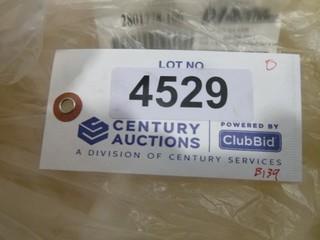 LOT NO.
D
4529
CENTURY
AUCTIONS
POWERED BY
ClubBid
A DIVISION OF CENTURY SERVICES
B139